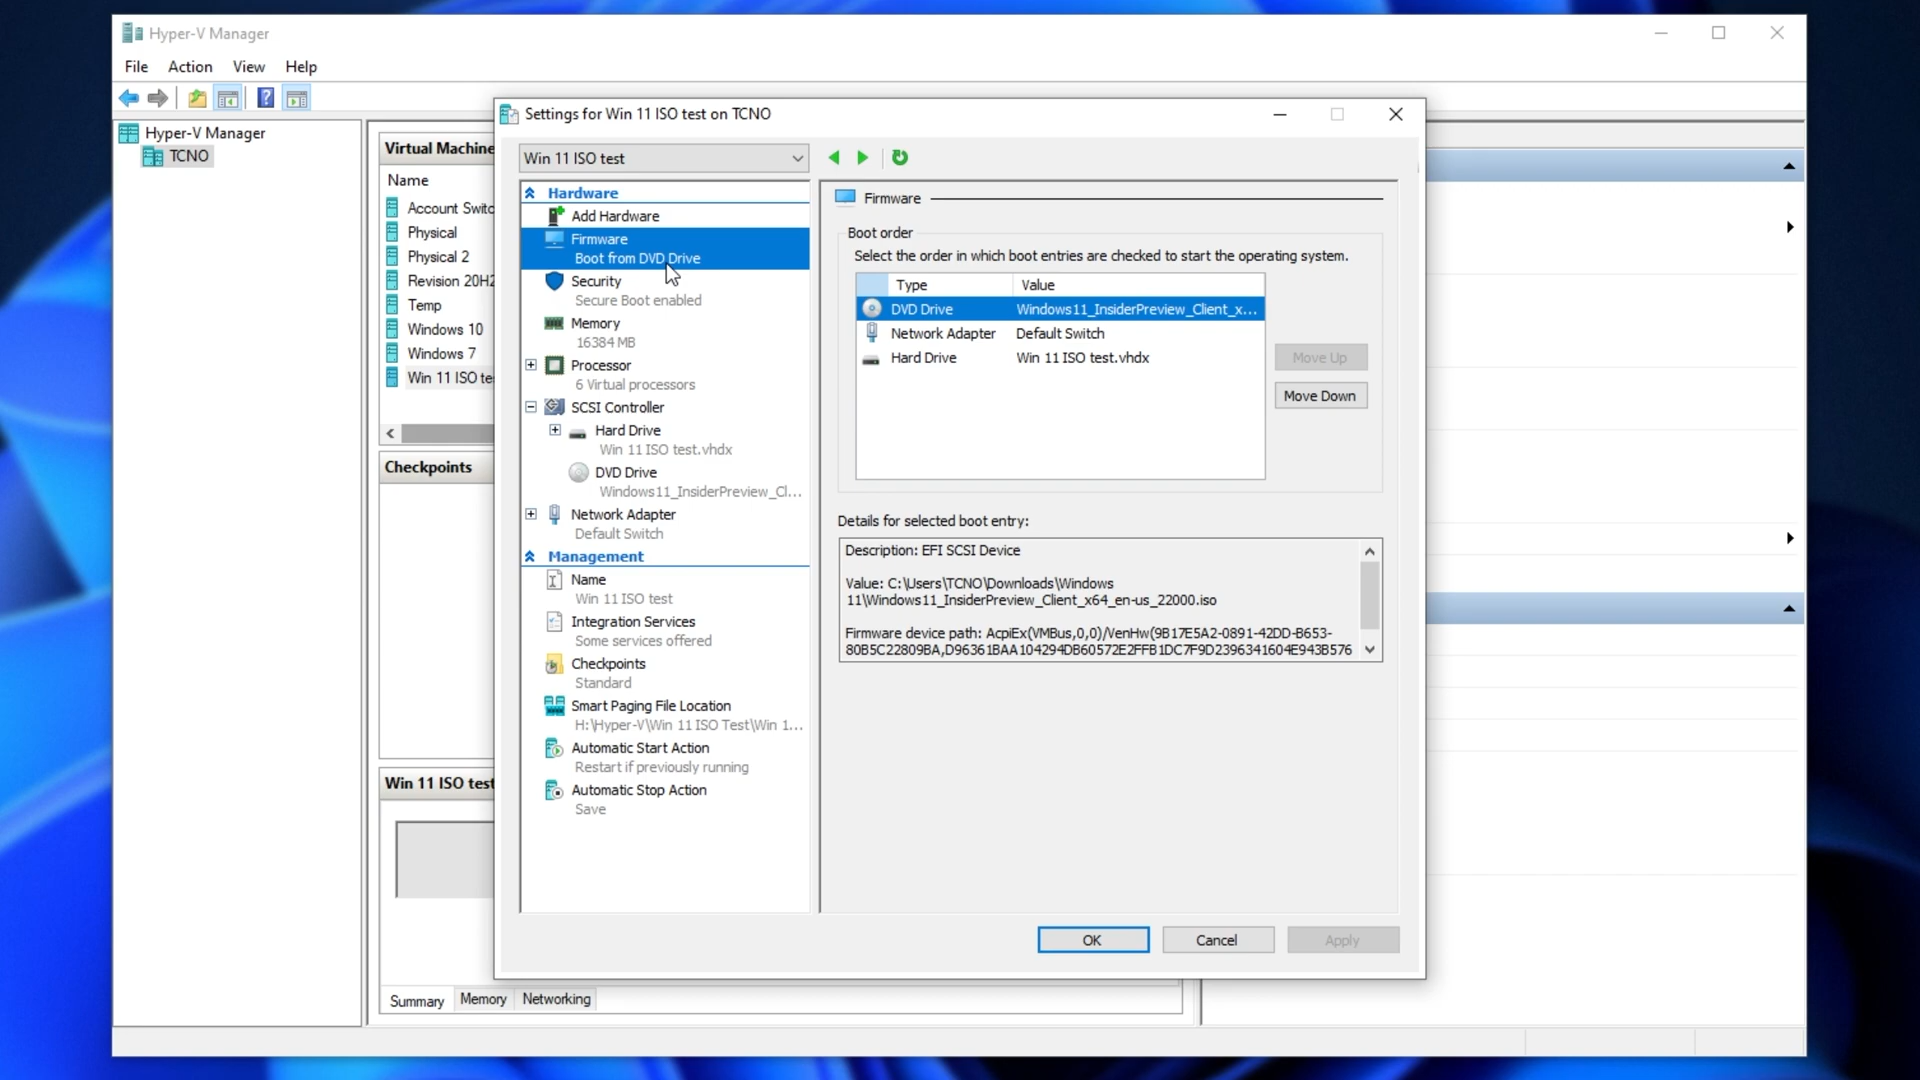 Hyper-V Manager
File Action View Help
Hyper-V Manager
TCNO
Virtual Machine
Name
Account Switc
Physical
Physical 2
Revision 20H2
Temp
Windows 10
Windows 7
Win 11 ISO te
Checkpoints
Win 11 ISO test
Summary Memory Networking
Settings for Win 11 ISO test on TCNO
Win 11 ISO test
Hardware
Add Hardware
Firmware
Boot from DVD Drive
Security
Secure Boot enabled
Memory
16384 MB
Processor
6 Virtual processors
SCSI Controller
Hard Drive
Win 11 ISO test.vhdx
DVD Drive
Windows11_InsiderPreview_Cl...
Network Adapter
Default Switch
Management
Name
Win 11 ISO test
Integration Services
Some services offered
Checkpoints
Standard
Smart Paging File Location
H:\Hyper-V\Win 11 ISO Test\Win 1...
Automatic Start Action
Restart if previously running
Automatic Stop Action
Save
Firmware
Boot order
Select the order in which boot entries are checked to start the operating system.
Type Value
DVD Drive Windows11_InsiderPreview_Client_x...
Network Adapter Default Switch
Hard Drive Win 11 ISO test.vhdx
Move Up
Move Down
Details for selected boot entry:
Description: EFI SCSI Device
Value: C:\Users\TCNO\Downloads\Windows
11\Windows11_InsiderPreview_Client_x64_en-us_22000.iso
Firmware device path: AcpiEx(VMBus,0,0)/VenHw(9B17E5A2-0891-42DD-B653-
80B5C22809BA,D96361BAA104294DB60572E2FFB1DC7F9D2396341604E943B576
OK Cancel Apply